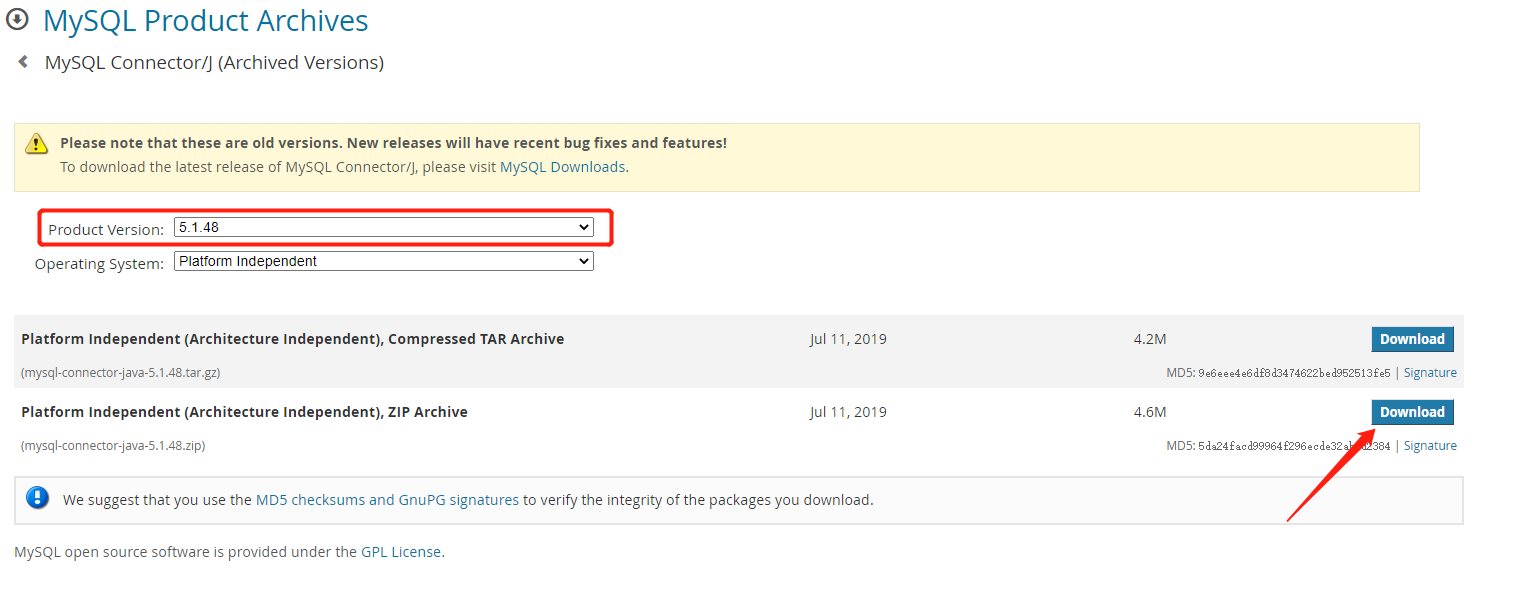 MySQL Product Archives
MySQL Connector/J (Archived Versions)
Please note that these are old versions. New releases will have recent bug fixes and features!
To download the latest release of MySQL Connector/J, please visit MySQL Downloads.
Product Version: 5.1.48
Operating System: Platform Independent
Platform Independent (Architecture Independent), Compressed TAR Archive Jul 11, 2019 4.2M Download
(mysql-connector-java-5.1.48.tar.gz) MD5: 9e6eee4e6df8d3474622bed952513fe5 | Signature
Platform Independent (Architecture Independent), ZIP Archive Jul 11, 2019 4.6M Download
(mysql-connector-java-5.1.48.zip) MD5: | Signature
We suggest that you use the MD5 checksums and GnuPG signatures to verify the integrity of the packages you download.
MySQL open source software is provided under the GPL License.